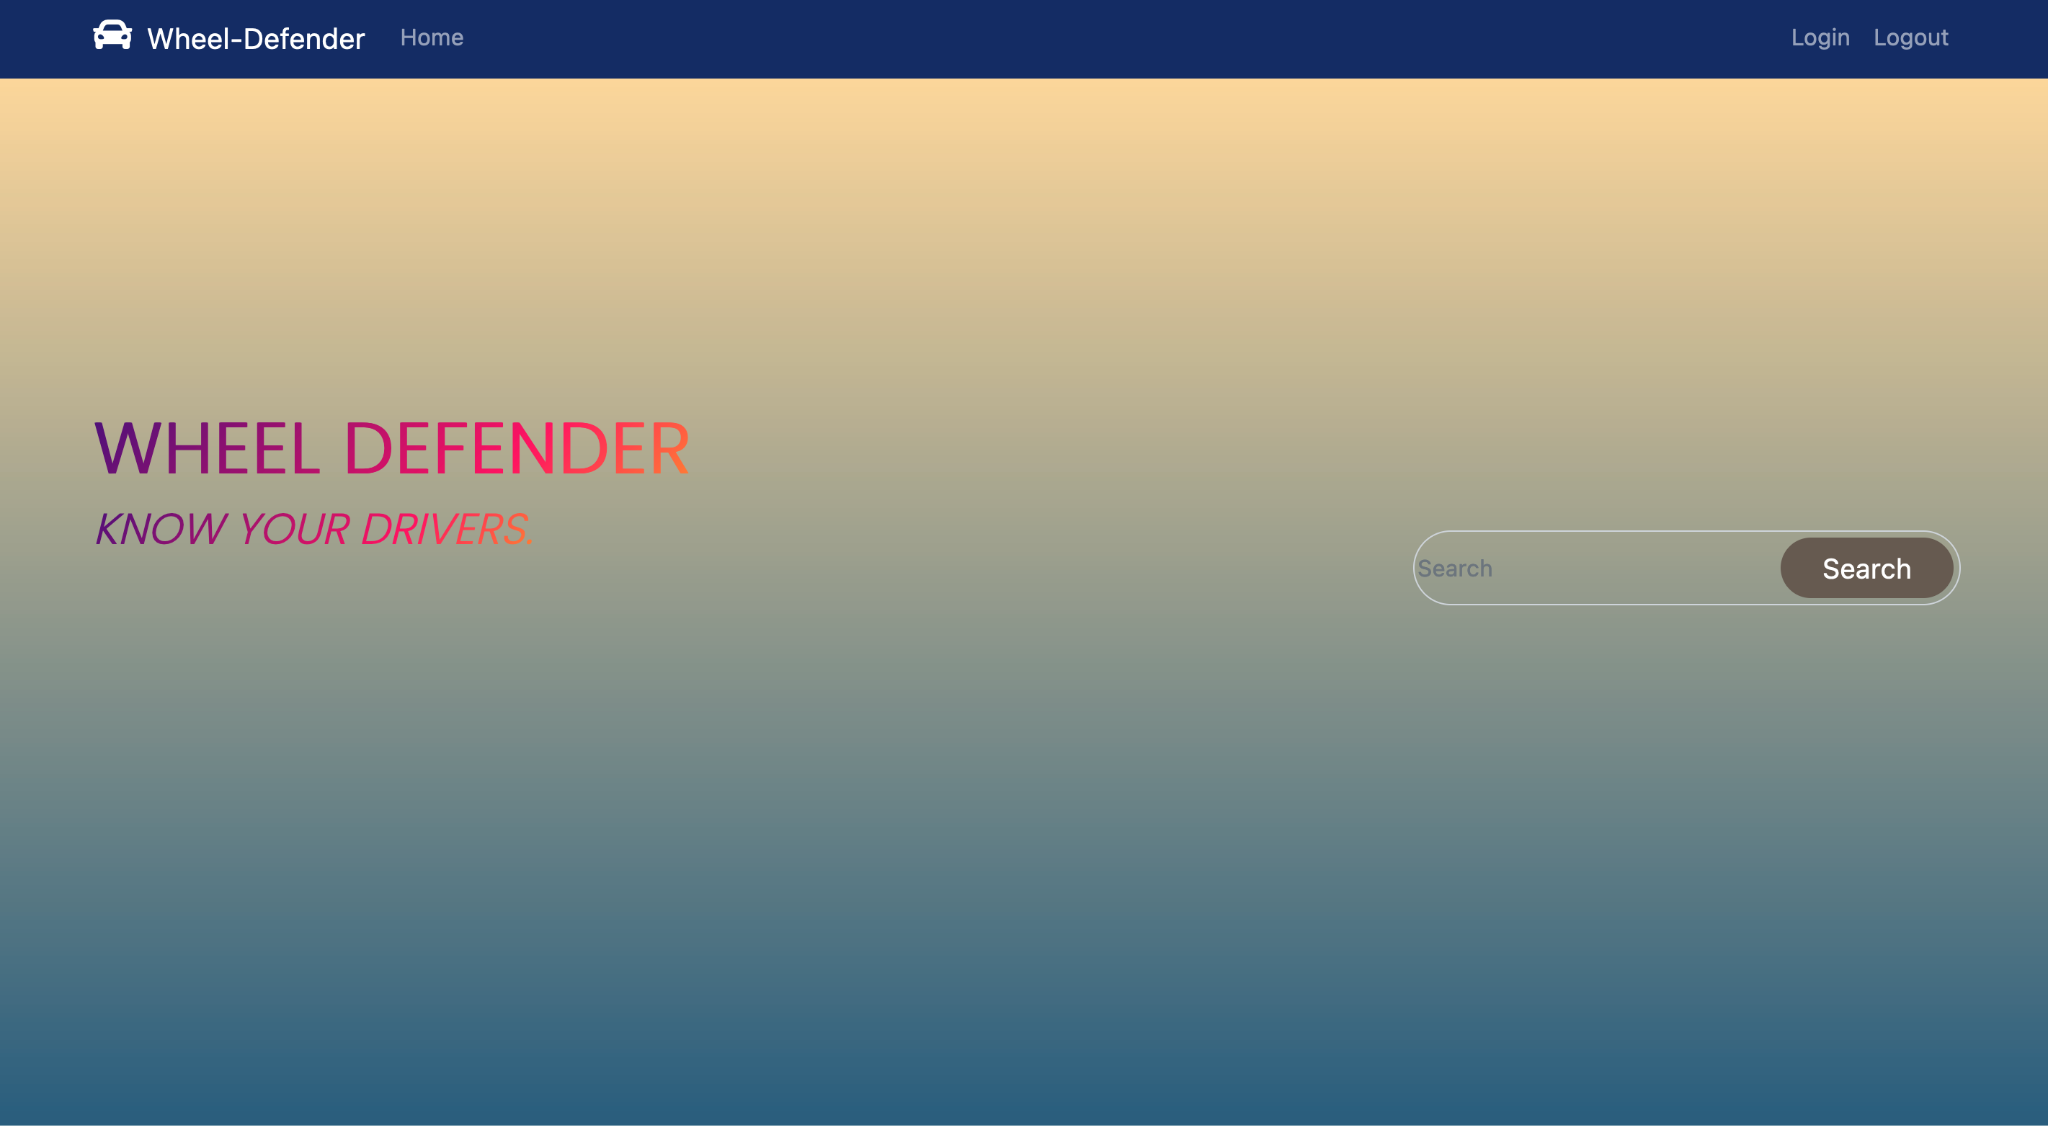 Wheel-Defender Home Login Logout
WHEEL DEFENDER
KNOW YOUR DRIVERS.
Search Search